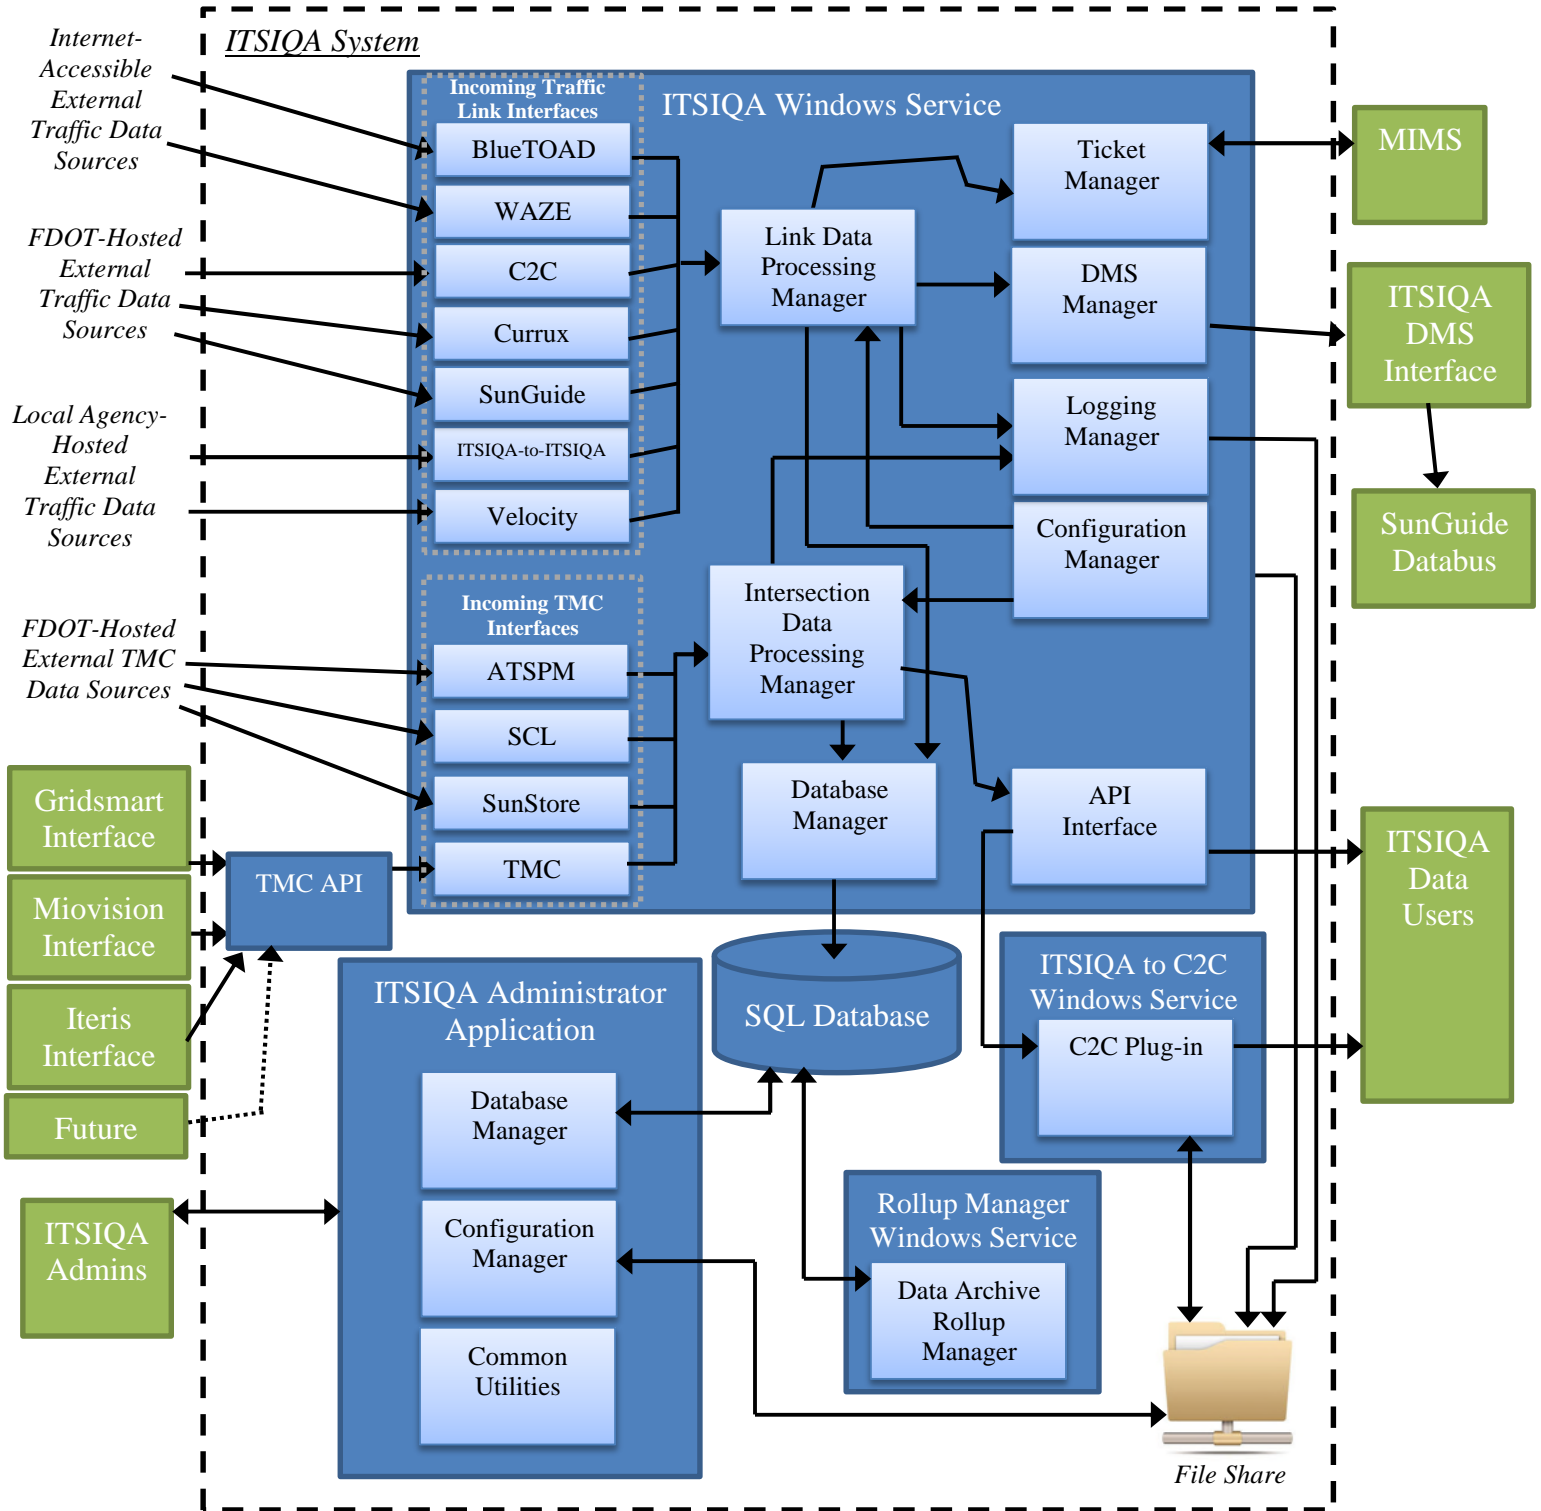 ITSIQA System
Internet-
Accessible
External
Traffic Data
Sources
FDOT-Hosted
External
Traffic Data
Sources
Local Agency-
Hosted
External
Traffic Data
Sources
FDOT-Hosted
External TMC
Data Sources
Gridsmart
Interface
Miovision
Interface
Iteris
Interface
Future
ITSIQA
Admins
TMC API
ITSIQA Windows Service
Incoming Traffic
Link Interfaces
BlueTOAD
WAZE
C2C
Currux
SunGuide
ITSIQA-to-ITSIQA
Velocity
Incoming TMC
Interfaces
ATSPM
SCL
SunStore
TMC
Link Data
Processing
Manager
Intersection
Data
Processing
Manager
Database
Manager
Ticket
Manager
DMS
Manager
Logging
Manager
Configuration
Manager
API
Interface
MIMS
ITSIQA
DMS
Interface
SunGuide
Databus
ITSIQA
Data
Users
SQL Database
ITSIQA to C2C
Windows Service
C2C Plug-in
ITSIQA Administrator
Application
Database
Manager
Configuration
Manager
Common
Utilities
Rollup Manager
Windows Service
Data Archive
Rollup
Manager
File Share